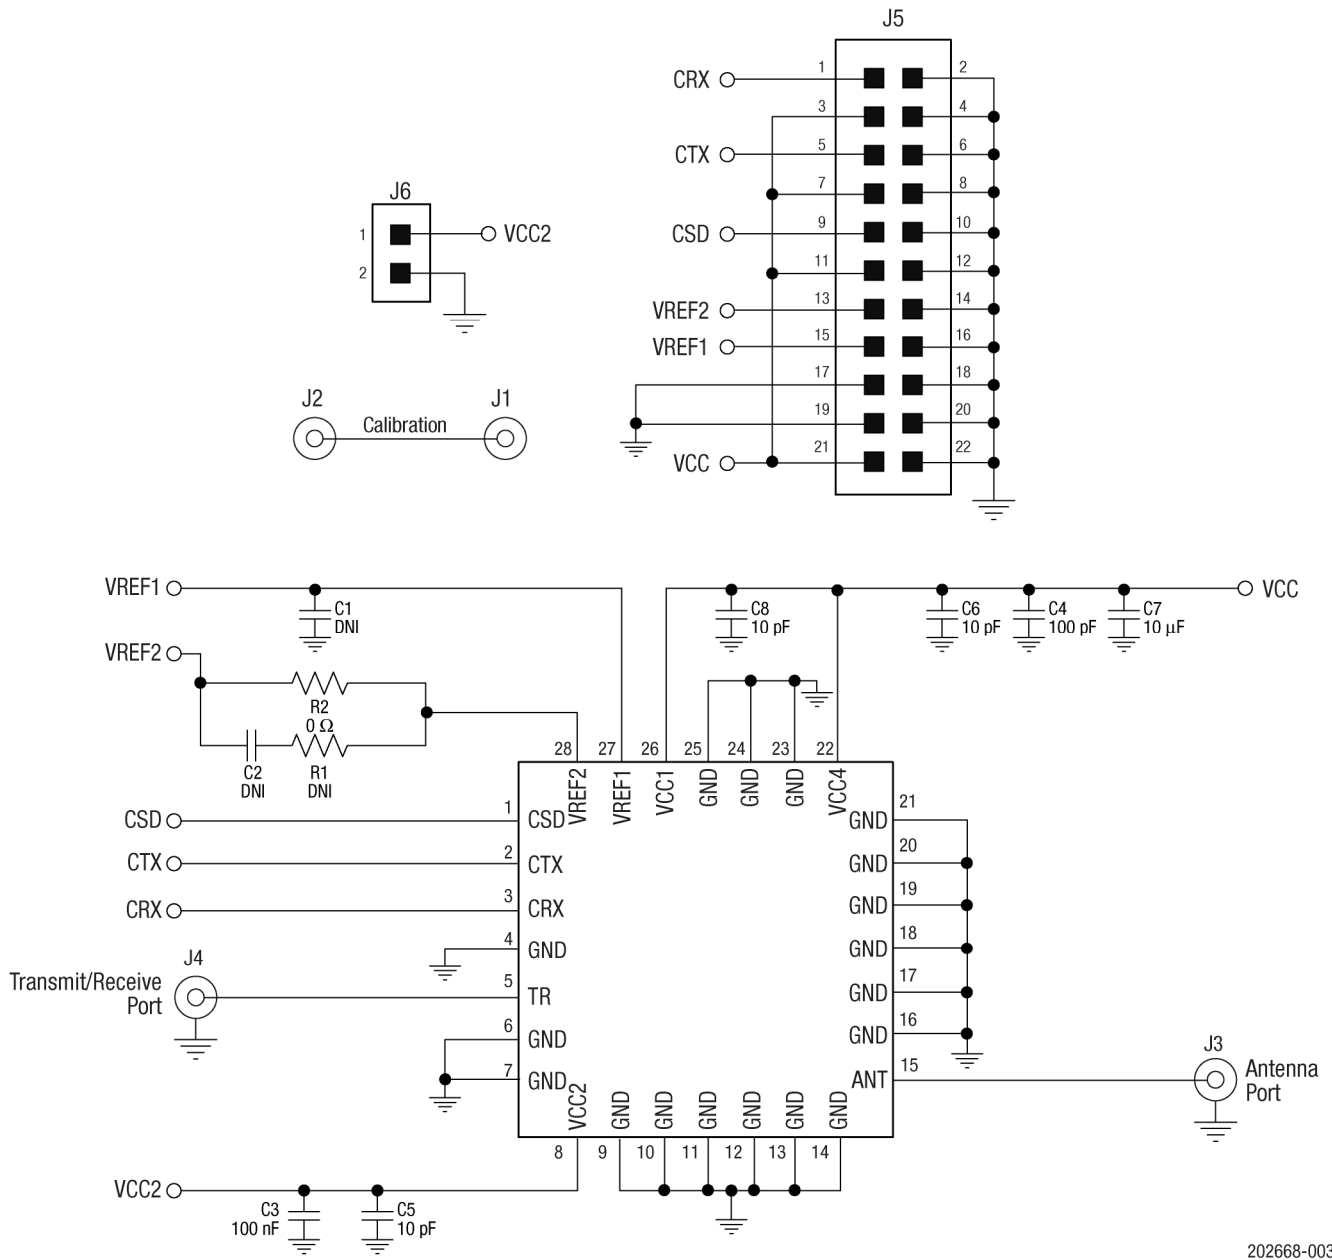 J5
CRX
1
2
3
4
CTX
5
6
7
8
CSD
9
10
11
12
VREF2
13
14
VREF1
15
16
17
18
19
20
VCC
21
22
J6
1
VCC2
2
J2
Calibration
J1
VREF1
C1
DNI
VREF2
R2
0 Ω
C2
DNI
R1
DNI
C8
10 pF
C6
10 pF
C4
100 pF
C7
10 μF
VCC
28
27
26
25
24
23
22
VREF2
VREF1
VCC1
GND
GND
GND
VCC4
CSD
1
CSD
CTX
2
CTX
CRX
3
CRX
4
GND
J4
Transmit/Receive
Port
5
TR
6
GND
7
GND
GND
21
GND
20
GND
19
GND
18
GND
17
GND
16
ANT
15
J3
Antenna
Port
VCC2
GND
GND
GND
GND
GND
GND
8
9
10
11
12
13
14
VCC2
C3
100 nF
C5
10 pF
202668-003